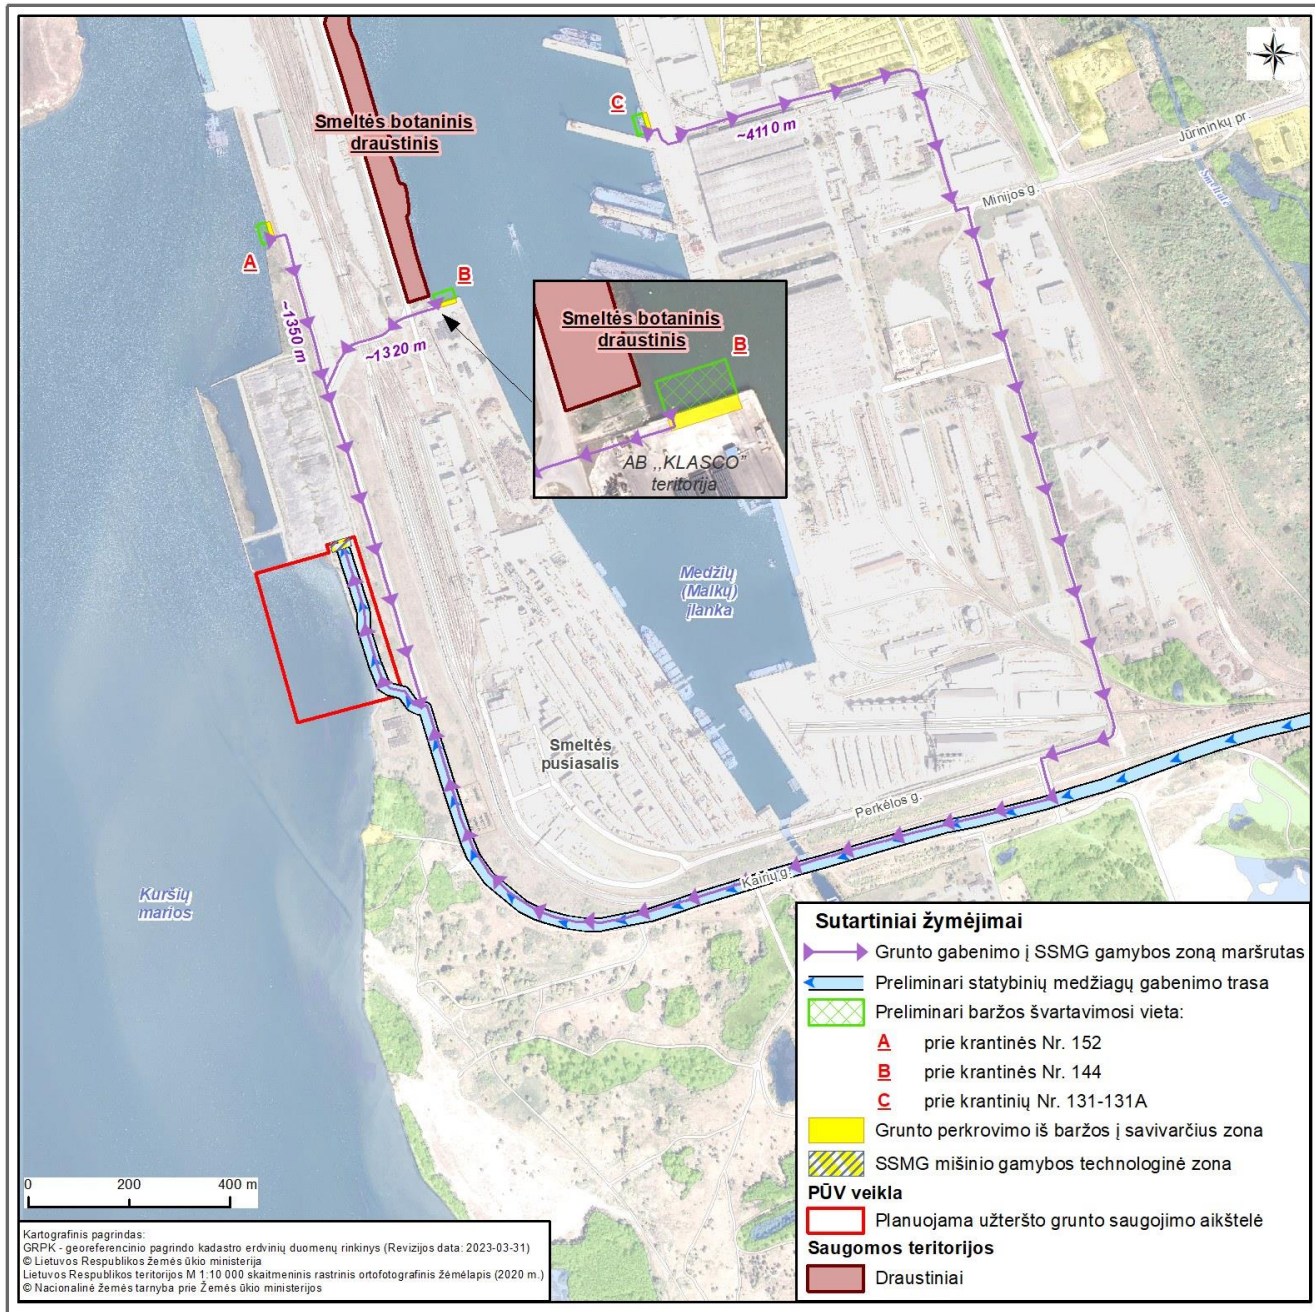 Smeltės botaninis
draustinis
C
~4110 m
Jūrininkų pr.
Smeltalė
Minijos g.
A
B
~1350 m
~1320 m
Smeltės botaninis
draustinis
B
AB ,,KLASCO"
teritorija
Medžių
(Malkų)
įlanka
Smeltės
pusiasalis
Perkėlos g.
Kairių g.
Kuršių
marios
Sutartiniai žymėjimai
Grunto gabenimo į SSMG gamybos zoną maršrutas
Preliminari statybinių medžiagų gabenimo trasa
Preliminari baržos švartavimosi vieta:
A prie krantinės Nr. 152
B prie krantinės Nr. 144
C prie krantinių Nr. 131-131A
Grunto perkrovimo iš baržos į savivarčius zona
SSMG mišinio gamybos technologinė zona
PŪV veikla
Planuojama užteršto grunto saugojimo aikštelė
Saugomos teritorijos
Draustiniai
0 200 400 m
Kartografinis pagrindas:
GRPK - georeferencinio pagrindo kadastro erdvinių duomenų rinkinys (Revizijos data: 2023-03-31)
© Lietuvos Respublikos žemės ūkio ministerija
Lietuvos Respublikos teritorijos M 1:10 000 skaitmeninis rastrinis ortofotografinis žemėlapis (2020 m.)
© Nacionalinė žemės tarnyba prie Žemės ūkio ministerijos